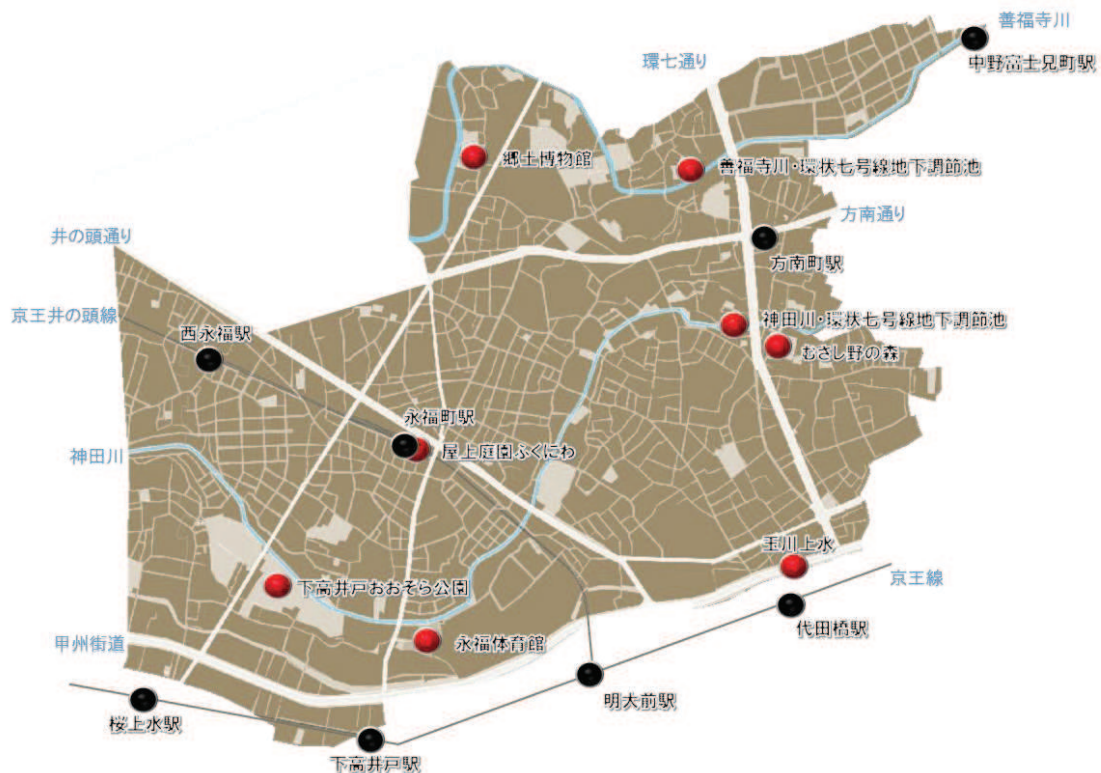 善福寺川
中野富士見町駅
環七通り
郷土博物館
善福寺川・環状七号線地下調節池
方南通り
井の頭通り
方南町駅
京王井の頭線
神田川・環状七号線地下調節池
西永福駅
むさし野の森
永福町駅
屋上庭園ふくにわ
神田川
玉川上水
京王線
下高井戸おおぞら公園
代田橋駅
甲州街道
永福体育館
明大前駅
桜上水駅
下高井戸駅